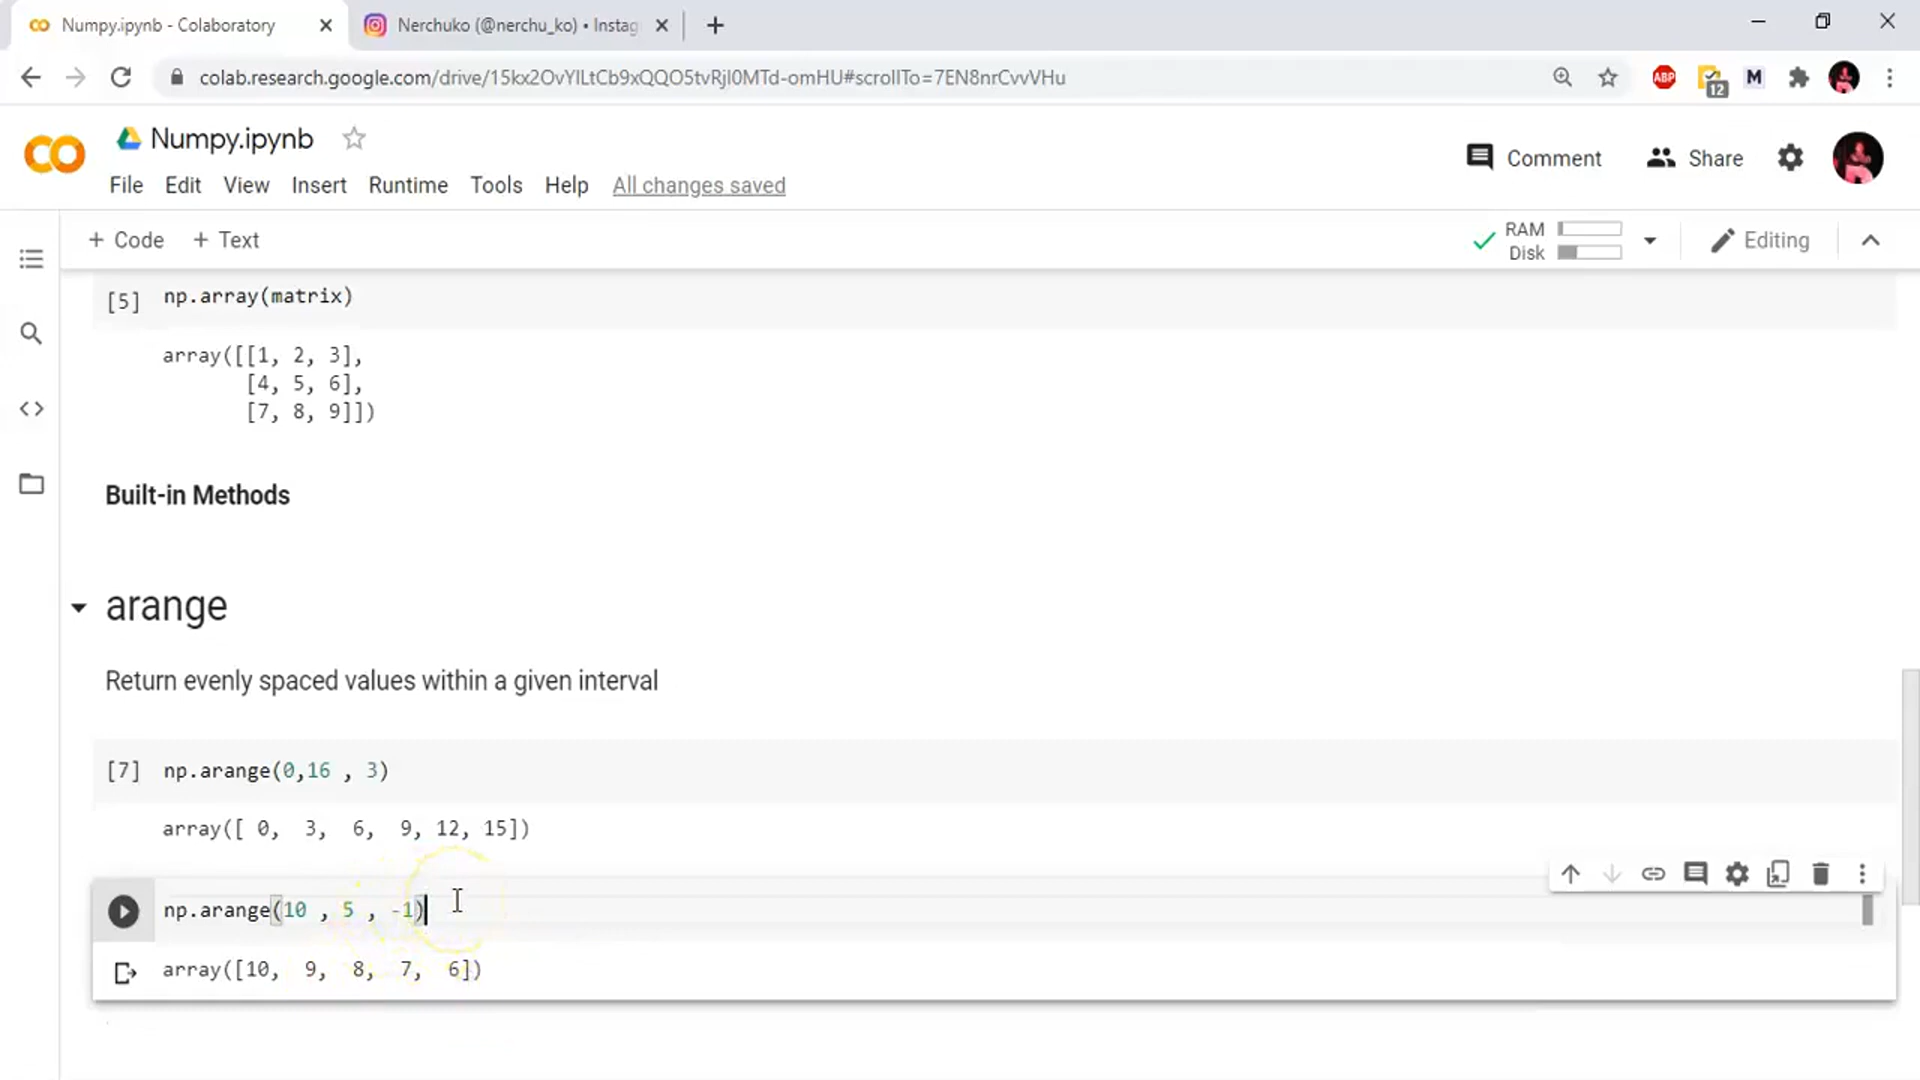 Numpy.ipynb - Colaboratory
Nerchuko (@nerchu_ko) • Instag
colab.research.google.com/drive/15kx2OvYlLtCb9xQQO5tvRjI0MTd-omHU#scrollTo=7EN8nrCvvVHu
ABP
12
M
Numpy.ipynb
Comment
Share
File Edit View Insert Runtime Tools Help All changes saved
+ Code + Text
RAM
Disk
Editing
[5] np.array(matrix)
array([[1, 2, 3],
[4, 5, 6],
[7, 8, 9]])
Built-in Methods
arange
Return evenly spaced values within a given interval
[7] np.arange(0,16 , 3)
array([ 0, 3, 6, 9, 12, 15])
np.arange(10 , 5 , -1)
array([10, 9, 8, 7, 6])